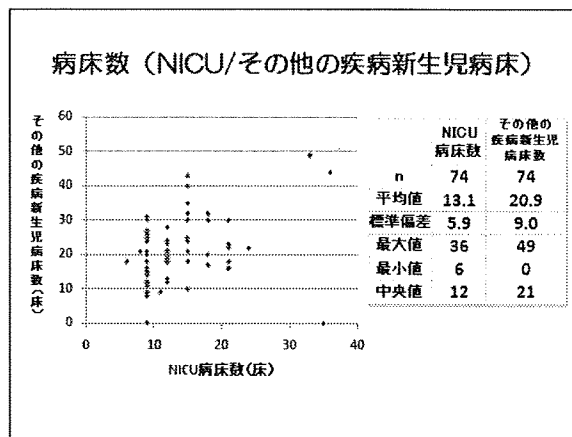 病床数（NICU/その他の疾病新生児病床）
その他の疾病新生児病床数（床）
60
50
40
30
20
10
0
0 10 20 30 40
NICU病床数(床)
NICU病床数 その他の疾病新生児病床数
n 74 74
平均値 13.1 20.9
標準偏差 5.9 9.0
最大値 36 49
最小値 6 0
中央値 12 21